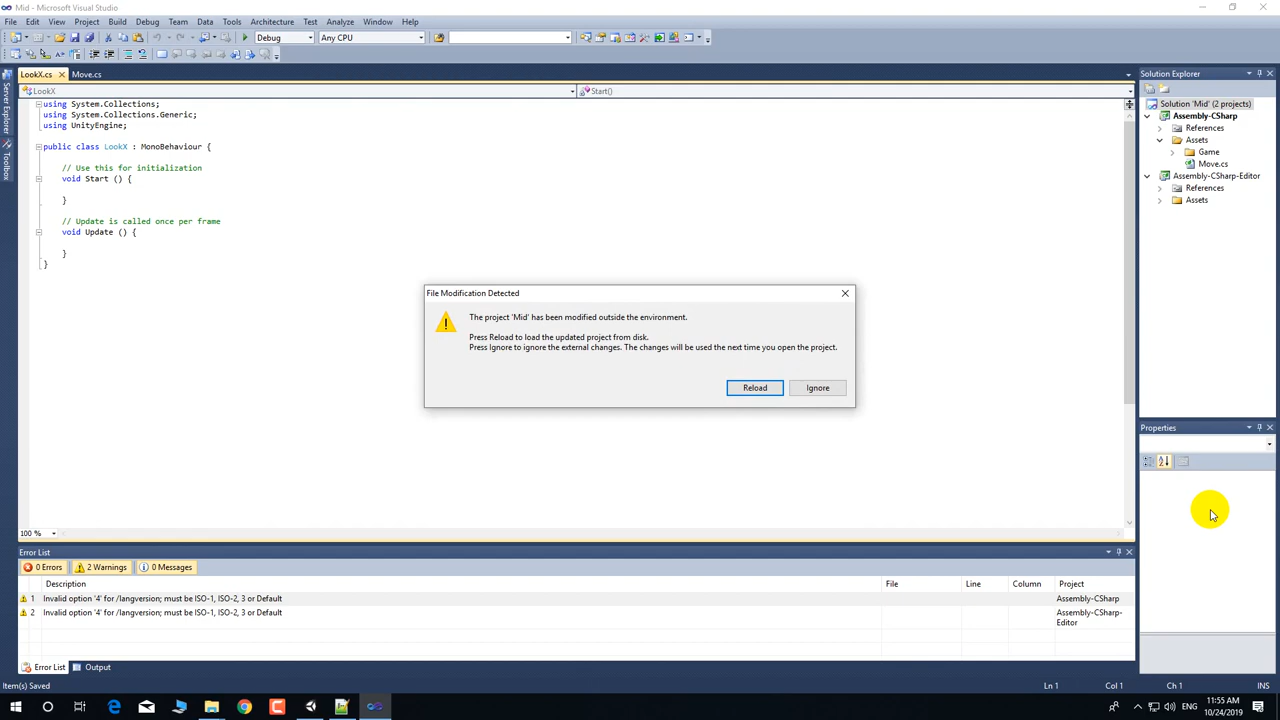 Mid - Microsoft Visual Studio
File Edit View Project Build Debug Team Data Tools Architecture Test Analyze Window Help
Debug Any CPU
LookX.cs Move.cs
LookX Start()
using System.Collections;
using System.Collections.Generic;
using UnityEngine;
public class LookX : MonoBehaviour {
// Use this for initialization
void Start () {
}
// Update is called once per frame
void Update () {
}
}
100 %
File Modification Detected
The project 'Mid' has been modified outside the environment.
Press Reload to load the updated project from disk.
Press Ignore to ignore the external changes. The changes will be used the next time you open the project.
Reload Ignore
Server Explorer
Toolbox
Solution Explorer
Solution 'Mid' (2 projects)
Assembly-CSharp
References
Assets
Game
Move.cs
Assembly-CSharp-Editor
References
Assets
Properties
Error List
0 Errors 2 Warnings 0 Messages
Description File Line Column Project
1 Invalid option '4' for /langversion; must be ISO-1, ISO-2, 3 or Default Assembly-CSharp
2 Invalid option '4' for /langversion; must be ISO-1, ISO-2, 3 or Default Assembly-CSharp-Editor
Error List Output
Item(s) Saved Ln 1 Col 1 Ch 1 INS
ENG
11:55 AM
10/24/2019